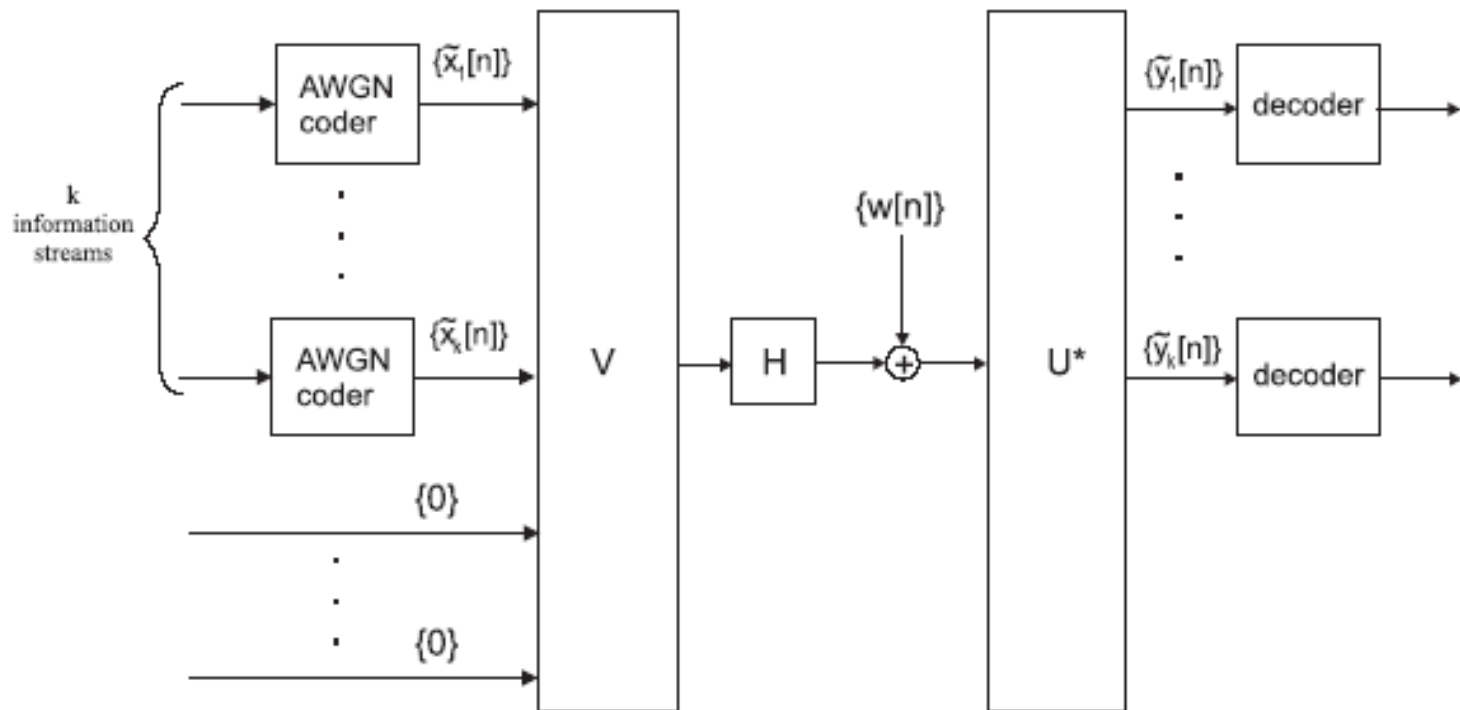 k
information
streams
AWGN
coder
{x̃₁[n]}
AWGN
coder
{x̃ₖ[n]}
{0}
{0}
V
H
{w[n]}
+
U*
{ỹ₁[n]}
decoder
{ỹₖ[n]}
decoder